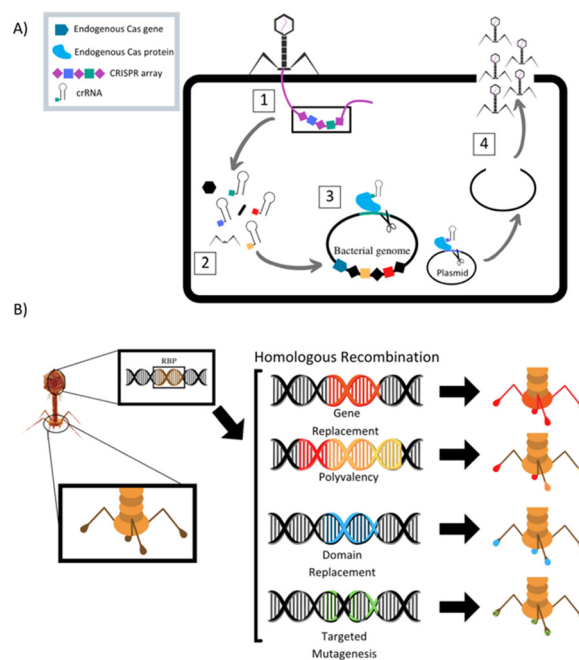 A)
Endogenous Cas gene
Endogenous Cas protein
CRISPR array
crRNA
1
2
3
4
Bacterial genome
Plasmid
B)
RBP
Homologous Recombination
Gene
Replacement
Polyvalency
Domain
Replacement
Targeted
Mutagenesis